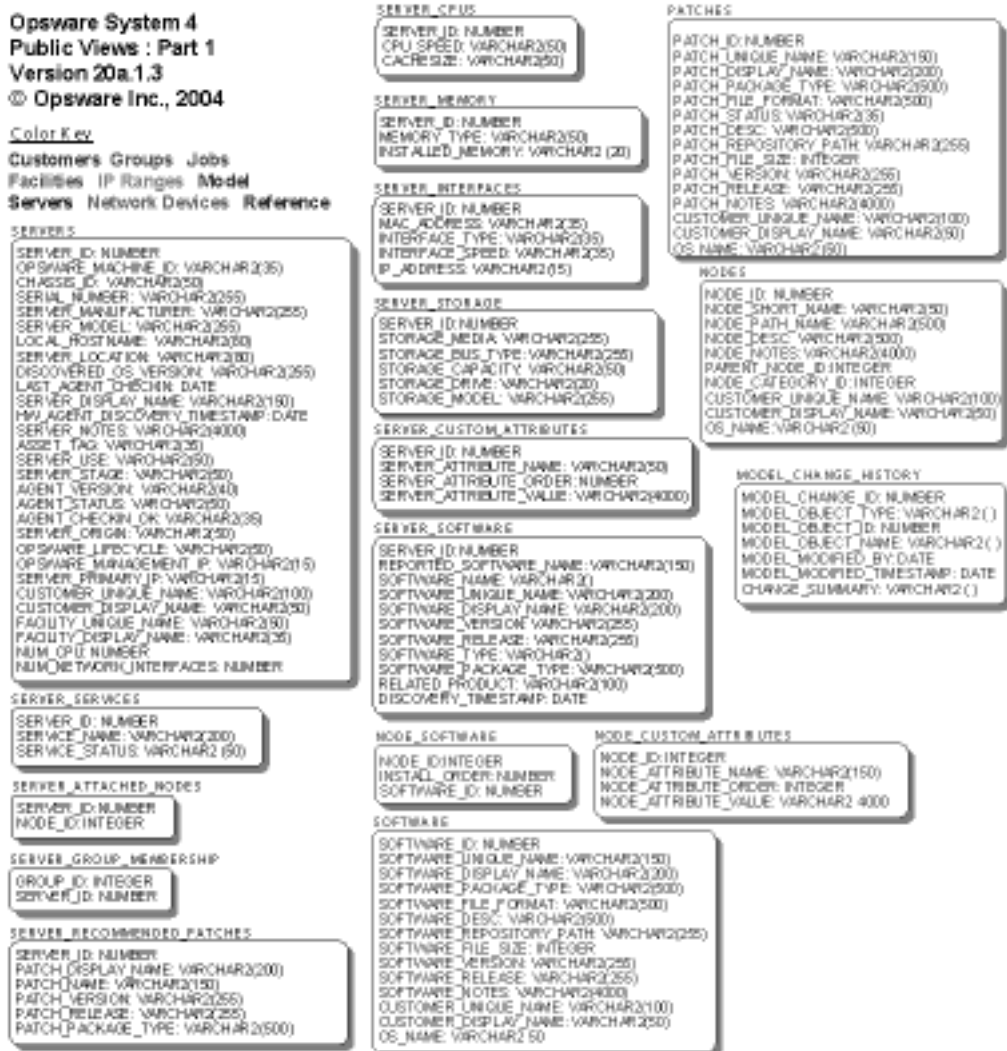 Opsware System 4
Public Views : Part 1
Version 20a.1.3
© Opsware Inc., 2004
Color Key
Customers Groups Jobs
Facilities IP Ranges Model
Servers Network Devices Reference
SERVERS
SERVER_ID: NUMBER
OPSWARE_MACHINE_ID: VARCHAR2(35)
CHASSIS_ID: VARCHAR2(50)
SERIAL_NUMBER: VARCHAR2(255)
SERVER_MANUFACTURER: VARCHAR2(255)
SERVER_MODEL: VARCHAR2(255)
LOCAL_HOSTNAME: VARCHAR2(80)
SERVER_LOCATION: VARCHAR2(80)
DISCOVERED_OS_VERSION: VARCHAR2(255)
LAST_AGENT_CHECKIN: DATE
SERVER_DISPLAY_NAME: VARCHAR2(150)
HW_AGENT_DISCOVERY_TIMESTAMP: DATE
SERVER_NOTES: VARCHAR2(4000)
ASSET_TAG: VARCHAR2(35)
SERVER_USE: VARCHAR2(50)
SERVER_STAGE: VARCHAR2(50)
AGENT_VERSION: VARCHAR2(40)
AGENT_STATUS: VARCHAR2(50)
AGENT_CHECKIN_OK: VARCHAR2(35)
SERVER_ORIGIN: VARCHAR2(50)
OPSWARE_LIFECYCLE: VARCHAR2(50)
OPSWARE_MANAGEMENT_IP: VARCHAR2(15)
SERVER_PRIMARY_IP: VARCHAR2(15)
CUSTOMER_UNIQUE_NAME: VARCHAR2(100)
CUSTOMER_DISPLAY_NAME: VARCHAR2(50)
FACILITY_UNIQUE_NAME: VARCHAR2(50)
FACILITY_DISPLAY_NAME: VARCHAR2(35)
NUM_CPU: NUMBER
NUM_NETWORK_INTERFACES: NUMBER
SERVER_SERVICES
SERVER_ID: NUMBER
SERVICE_NAME: VARCHAR2(200)
SERVICE_STATUS: VARCHAR2 (50)
SERVER_ATTACHED_NODES
SERVER_ID: NUMBER
NODE_ID: INTEGER
SERVER_GROUP_MEMBERSHIP
GROUP_ID: INTEGER
SERVER_ID: NUMBER
SERVER_RECOMMENDED_PATCHES
SERVER_ID: NUMBER
PATCH_DISPLAY_NAME: VARCHAR2(200)
PATCH_NAME: VARCHAR2(150)
PATCH_VERSION: VARCHAR2(255)
PATCH_RELEASE: VARCHAR2(255)
PATCH_PACKAGE_TYPE: VARCHAR2(500)
SERVER_CPUS
SERVER_ID: NUMBER
CPU_SPEED: VARCHAR2(50)
CACHESIZE: VARCHAR2(50)
SERVER_MEMORY
SERVER_ID: NUMBER
MEMORY_TYPE: VARCHAR2(50)
INSTALLED_MEMORY: VARCHAR2 (20)
SERVER_INTERFACES
SERVER_ID: NUMBER
MAC_ADDRESS: VARCHAR2(35)
INTERFACE_TYPE: VARCHAR2(35)
INTERFACE_SPEED: VARCHAR2(35)
IP_ADDRESS: VARCHAR2(15)
SERVER_STORAGE
SERVER_ID: NUMBER
STORAGE_MEDIA: VARCHAR2(255)
STORAGE_BUS_TYPE: VARCHAR2(255)
STORAGE_CAPACITY: VARCHAR2(50)
STORAGE_DRIVE: VARCHAR2(20)
STORAGE_MODEL: VARCHAR2(255)
SERVER_CUSTOM_ATTRIBUTES
SERVER_ID: NUMBER
SERVER_ATTRIBUTE_NAME: VARCHAR2(50)
SERVER_ATTRIBUTE_ORDER: NUMBER
SERVER_ATTRIBUTE_VALUE: VARCHAR2(4000)
SERVER_SOFTWARE
SERVER_ID: NUMBER
REPORTED_SOFTWARE_NAME: VARCHAR2(150)
SOFTWARE_NAME: VARCHAR2()
SOFTWARE_UNIQUE_NAME: VARCHAR2(200)
SOFTWARE_DISPLAY_NAME: VARCHAR2(200)
SOFTWARE_VERSION: VARCHAR2(255)
SOFTWARE_RELEASE: VARCHAR2(255)
SOFTWARE_TYPE: VARCHAR2()
SOFTWARE_PACKAGE_TYPE: VARCHAR2(500)
RELATED_PRODUCT: VARCHAR2(100)
DISCOVERY_TIMESTAMP: DATE
NODE_SOFTWARE
NODE_ID: INTEGER
INSTALL_ORDER: NUMBER
SOFTWARE_ID: NUMBER
NODE_CUSTOM_ATTRIBUTES
NODE_ID: INTEGER
NODE_ATTRIBUTE_NAME: VARCHAR2(150)
NODE_ATTRIBUTE_ORDER: INTEGER
NODE_ATTRIBUTE_VALUE: VARCHAR2 4000
SOFTWARE
SOFTWARE_ID: NUMBER
SOFTWARE_UNIQUE_NAME: VARCHAR2(150)
SOFTWARE_DISPLAY_NAME: VARCHAR2(200)
SOFTWARE_PACKAGE_TYPE: VARCHAR2(500)
SOFTWARE_FILE_FORMAT: VARCHAR2(500)
SOFTWARE_DESC: VARCHAR2(500)
SOFTWARE_REPOSITORY_PATH: VARCHAR2(255)
SOFTWARE_FILE_SIZE: INTEGER
SOFTWARE_VERSION: VARCHAR2(255)
SOFTWARE_RELEASE: VARCHAR2(255)
SOFTWARE_NOTES: VARCHAR2(4000)
CUSTOMER_UNIQUE_NAME: VARCHAR2(100)
CUSTOMER_DISPLAY_NAME: VARCHAR2(50)
OS_NAME: VARCHAR2 50
PATCHES
PATCH_ID: NUMBER
PATCH_UNIQUE_NAME: VARCHAR2(150)
PATCH_DISPLAY_NAME: VARCHAR2(200)
PATCH_PACKAGE_TYPE: VARCHAR2(500)
PATCH_FILE_FORMAT: VARCHAR2(500)
PATCH_STATUS: VARCHAR2(35)
PATCH_DESC: VARCHAR2(500)
PATCH_REPOSITORY_PATH: VARCHAR2(255)
PATCH_FILE_SIZE: INTEGER
PATCH_VERSION: VARCHAR2(255)
PATCH_RELEASE: VARCHAR2(255)
PATCH_NOTES: VARCHAR2(4000)
CUSTOMER_UNIQUE_NAME: VARCHAR2(100)
CUSTOMER_DISPLAY_NAME: VARCHAR2(50)
OS_NAME: VARCHAR2 (50)
NODES
NODE_ID: NUMBER
NODE_SHORT_NAME: VARCHAR2(50)
NODE_PATH_NAME: VARCHAR2(500)
NODE_DESC: VARCHAR2(500)
NODE_NOTES: VARCHAR2(4000)
PARENT_NODE_ID: INTEGER
NODE_CATEGORY_ID: INTEGER
CUSTOMER_UNIQUE_NAME: VARCHAR2(100)
CUSTOMER_DISPLAY_NAME: VARCHAR2(50)
OS_NAME: VARCHAR2 (50)
MODEL_CHANGE_HISTORY
MODEL_CHANGE_ID: NUMBER
MODEL_OBJECT_TYPE: VARCHAR2 ( )
MODEL_OBJECT_ID: NUMBER
MODEL_OBJECT_NAME: VARCHAR2 ( )
MODEL_MODIFIED_BY: DATE
MODEL_MODIFIED_TIMESTAMP: DATE
CHANGE_SUMMARY: VARCHAR2 ( )